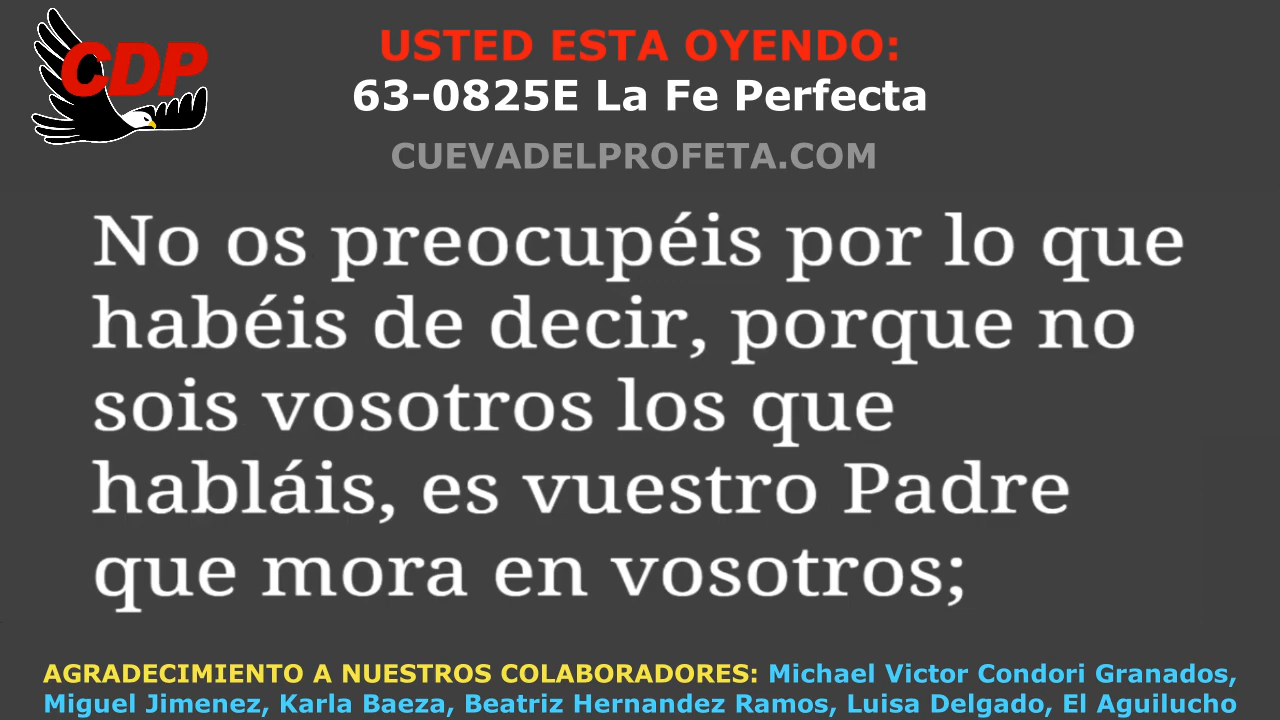 CDP
USTED ESTA OYENDO:
63-0825E La Fe Perfecta
CUEVADELPROFETA.COM
No os preocupéis por lo que
habéis de decir, porque no
sois vosotros los que
habláis, es vuestro Padre
que mora en vosotros;
AGRADECIMIENTO A NUESTROS COLABORADORES: Michael Victor Condori Granados,
Miguel Jimenez, Karla Baeza, Beatriz Hernandez Ramos, Luisa Delgado, El Aguilucho